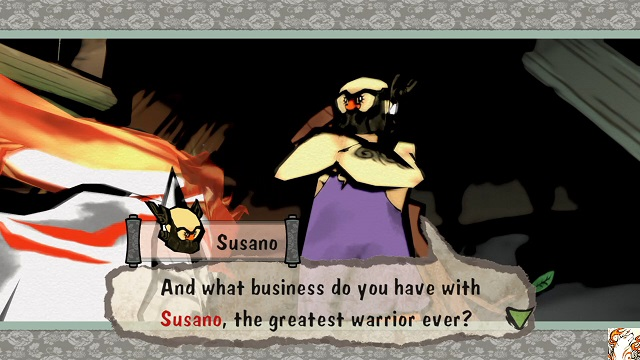 Susano
And what business do you have with
Susano, the greatest warrior ever?